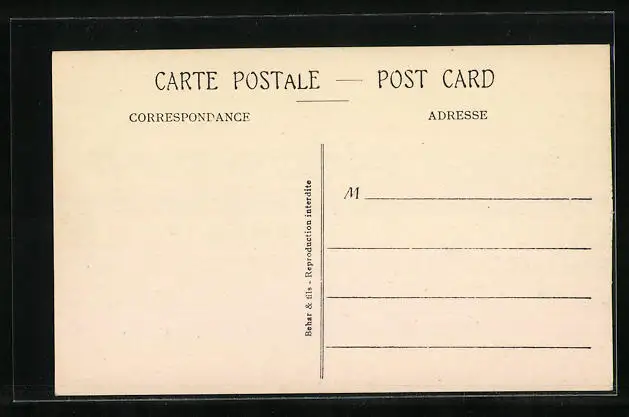 CARTE POSTALE — POST CARD
CORRESPONDANCE
ADRESSE
Behar & fils - Reproduction interdite
M